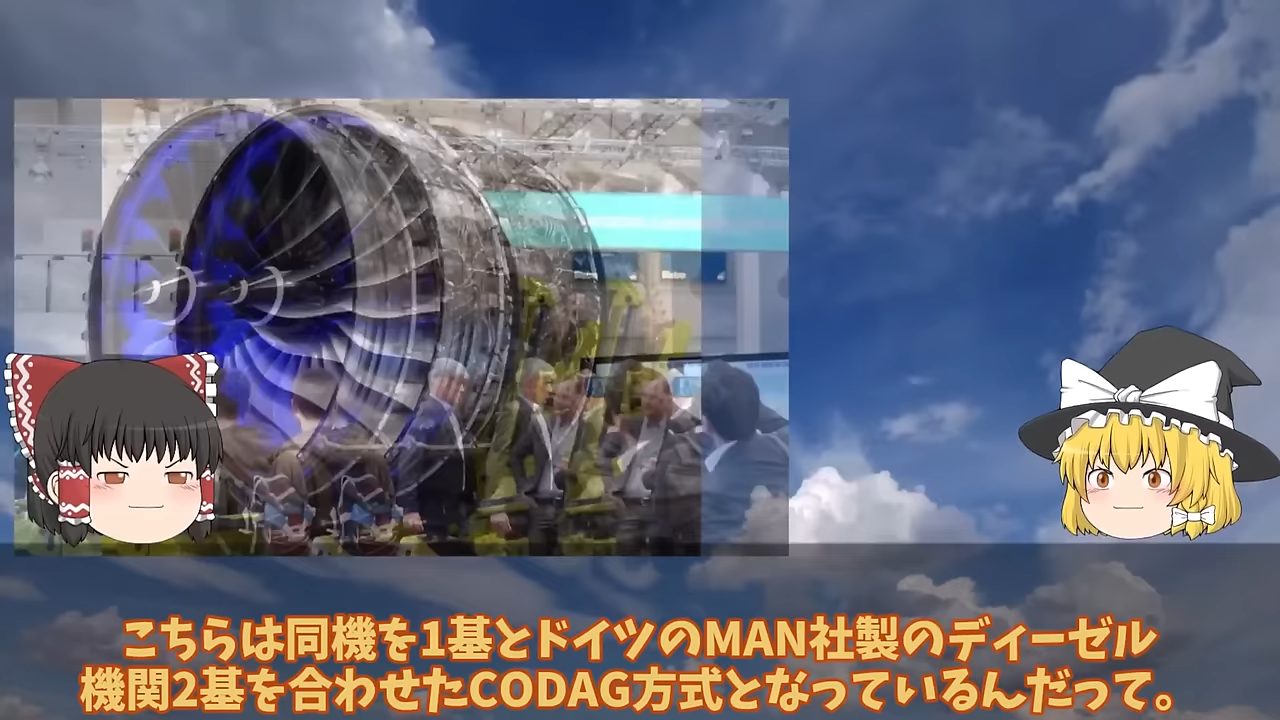 こちらは同機を1基とドイツのMAN社製のディーゼル
機関2基を合わせたCODAG方式となっているんだって。